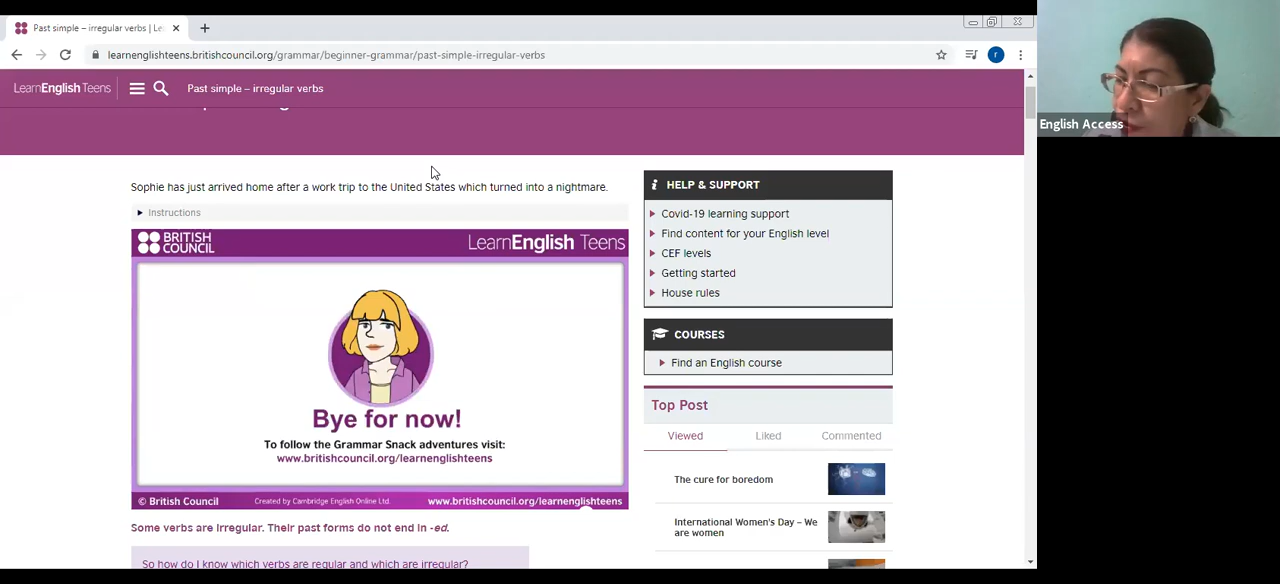 Past simple – irregular verbs | Le
learnenglishteens.britishcouncil.org/grammar/beginner-grammar/past-simple-irregular-verbs
r
LearnEnglish Teens
Past simple – irregular verbs
English Access
Sophie has just arrived home after a work trip to the United States which turned into a nightmare.
Instructions
BRITISH
COUNCIL
LearnEnglish Teens
Bye for now!
To follow the Grammar Snack adventures visit:
www.britishcouncil.org/learnenglishteens
© British Council
Created by Cambridge English Online Ltd.
www.britishcouncil.org/learnenglishteens
Some verbs are irregular. Their past forms do not end in -ed.
So how do I know which verbs are regular and which are irregular?
i HELP & SUPPORT
Covid-19 learning support
Find content for your English level
CEF levels
Getting started
House rules
COURSES
Find an English course
Top Post
Viewed
Liked
Commented
The cure for boredom
International Women's Day – We
are women